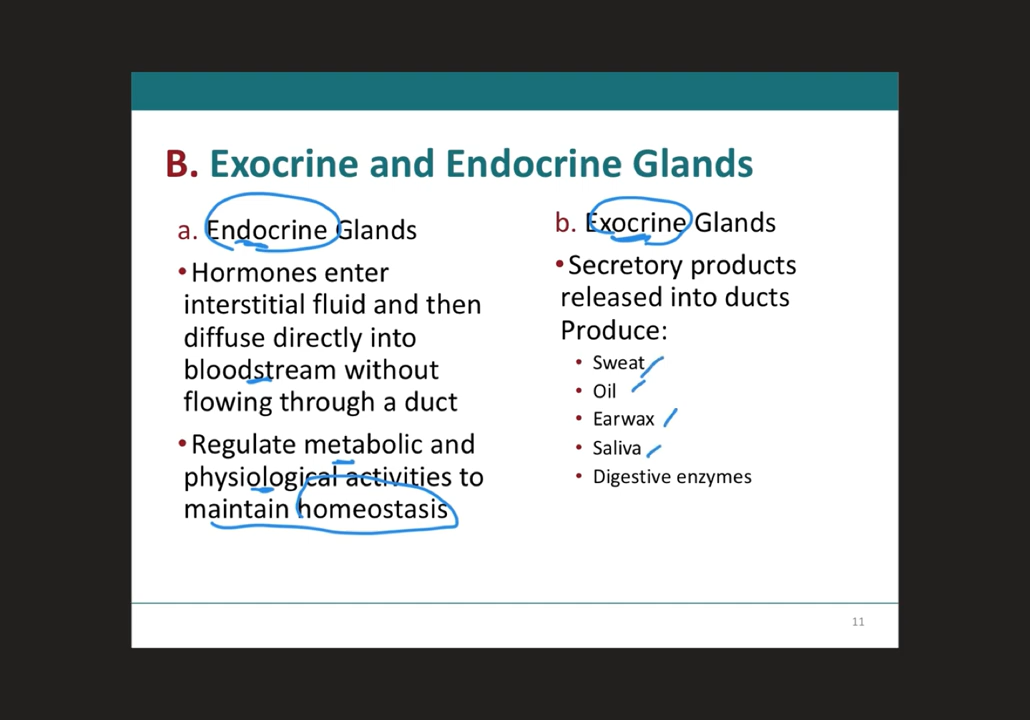 B. Exocrine and Endocrine Glands
a. Endocrine Glands
•Hormones enter
interstitial fluid and then
diffuse directly into
bloodstream without
flowing through a duct
•Regulate metabolic and
physiological activities to
maintain homeostasis
b. Exocrine Glands
•Secretory products
released into ducts
Produce:
• Sweat
• Oil
• Earwax
• Saliva
• Digestive enzymes
11